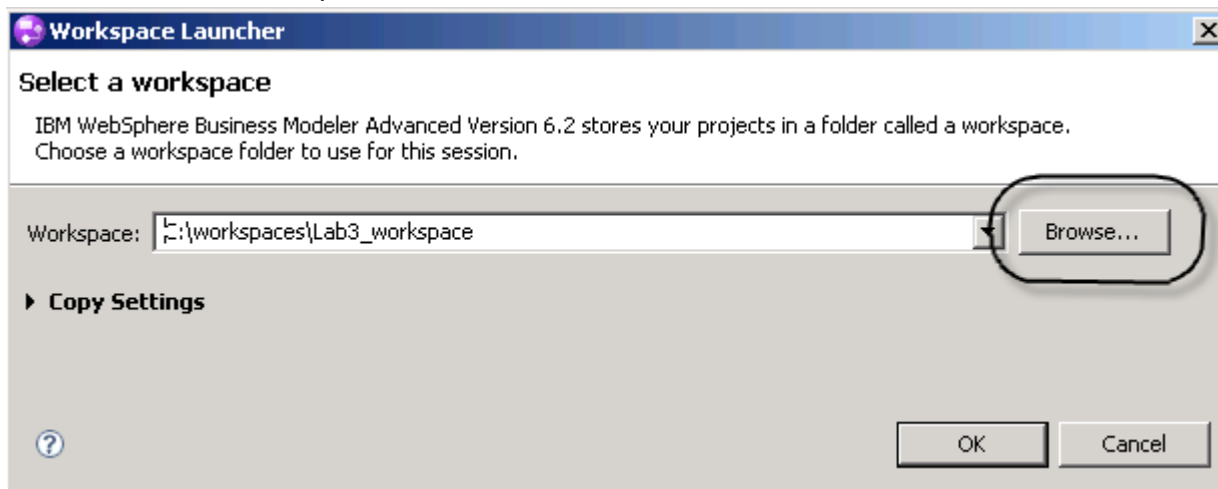 Workspace Launcher
Select a workspace
IBM WebSphere Business Modeler Advanced Version 6.2 stores your projects in a folder called a workspace.
Choose a workspace folder to use for this session.
Workspace: :\workspaces\Lab3_workspace Browse...
Copy Settings
? OK Cancel